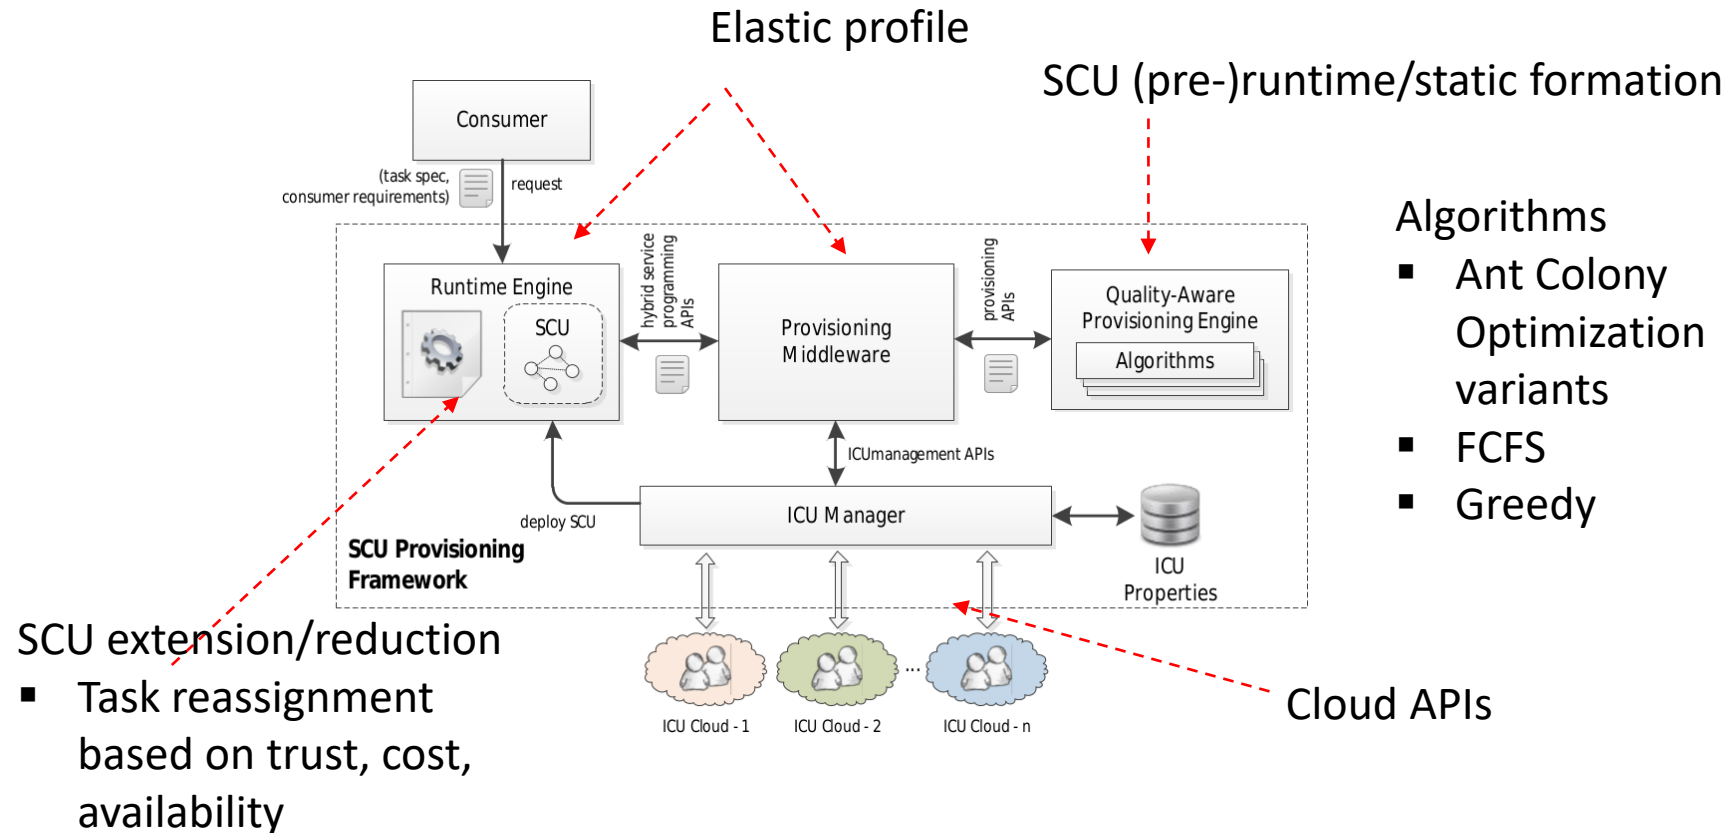 Elastic profile
SCU (pre-)runtime/static formation
Consumer
(task spec,
consumer requirements)
request
Algorithms
▪ Ant Colony
Optimization
variants
▪ FCFS
▪ Greedy
Runtime Engine
SCU
hybrid service
programming
APIs
Provisioning
Middleware
provisioning
APIs
Quality-Aware
Provisioning Engine
Algorithms
ICUmanagement APIs
deploy SCU
ICU Manager
ICU
Properties
SCU Provisioning
Framework
SCU extension/reduction
▪ Task reassignment
based on trust, cost,
availability
ICU Cloud - 1
ICU Cloud - 2
...
ICU Cloud - n
Cloud APIs